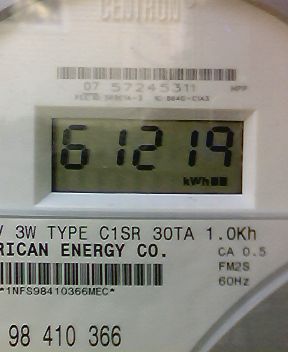 CENTRON
07 57245311
61219
kWh
V 3W TYPE C1SR 30TA 1.0Kh
RICAN ENERGY CO.
CA 0.5
FM2S
60Hz
*1NFS98410366MEC*
98 410 366